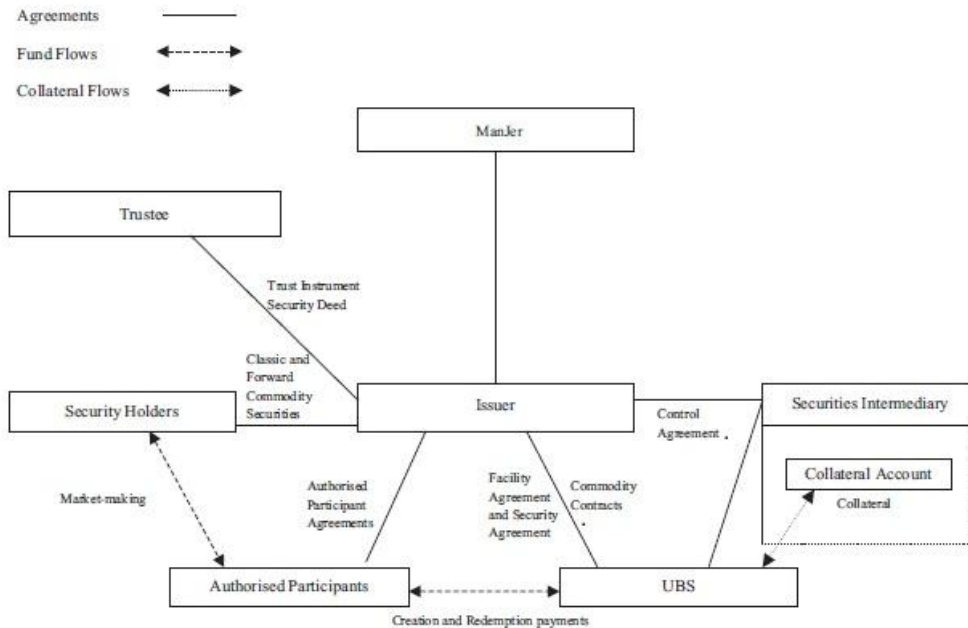 Agreements
Fund Flows
Collateral Flows
ManJer
Trustee
Trust Instrument
Security Deed
Classic and
Forward
Commodity
Securities
Security Holders
Issuer
Control
Agreement
Securities Intermediary
Collateral Account
Collateral
Market-making
Authorised
Participant
Agreements
Facility
Agreement
and Security
Agreement
Commodity
Contracts
Authorised Participants
UBS
Creation and Redemption payments